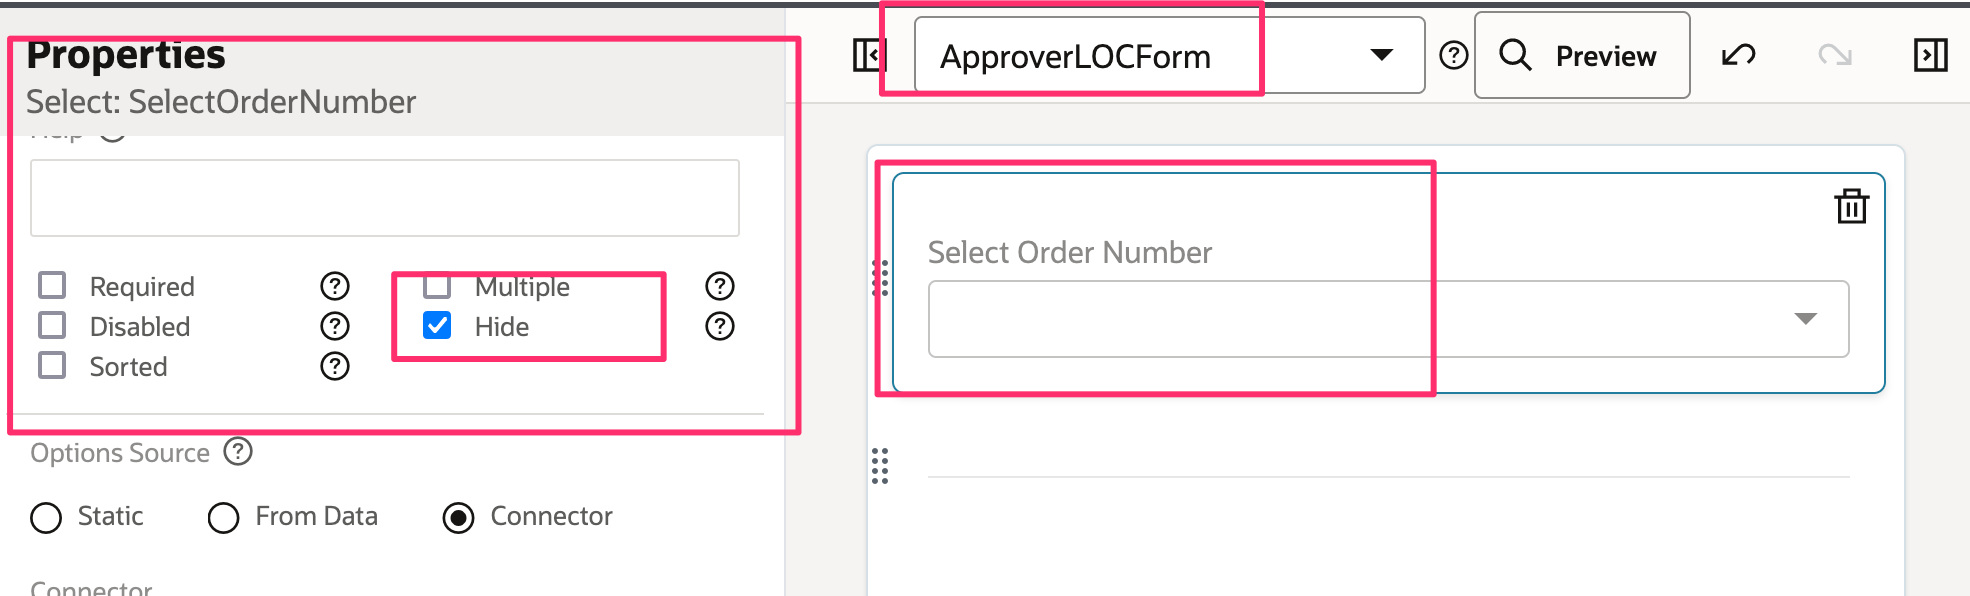 Properties
Select: SelectOrderNumber
Help
Required
Multiple
Disabled
Hide
Sorted
Options Source
Static
From Data
Connector
Connector
ApproverLOCForm
Preview
Select Order Number